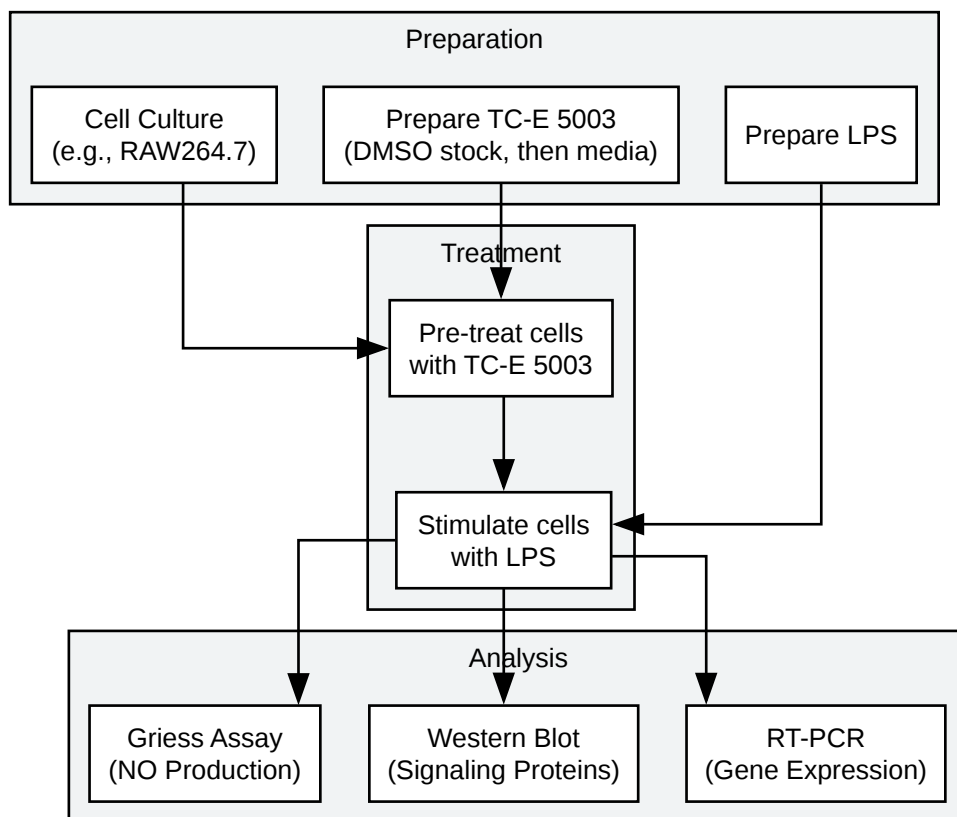 Preparation
Cell Culture
(e.g., RAW264.7)
Prepare TC-E 5003
(DMSO stock, then media)
Prepare LPS
Treatment
Pre-treat cells
with TC-E 5003
Stimulate cells
with LPS
Analysis
Griess Assay
(NO Production)
Western Blot
(Signaling Proteins)
RT-PCR
(Gene Expression)